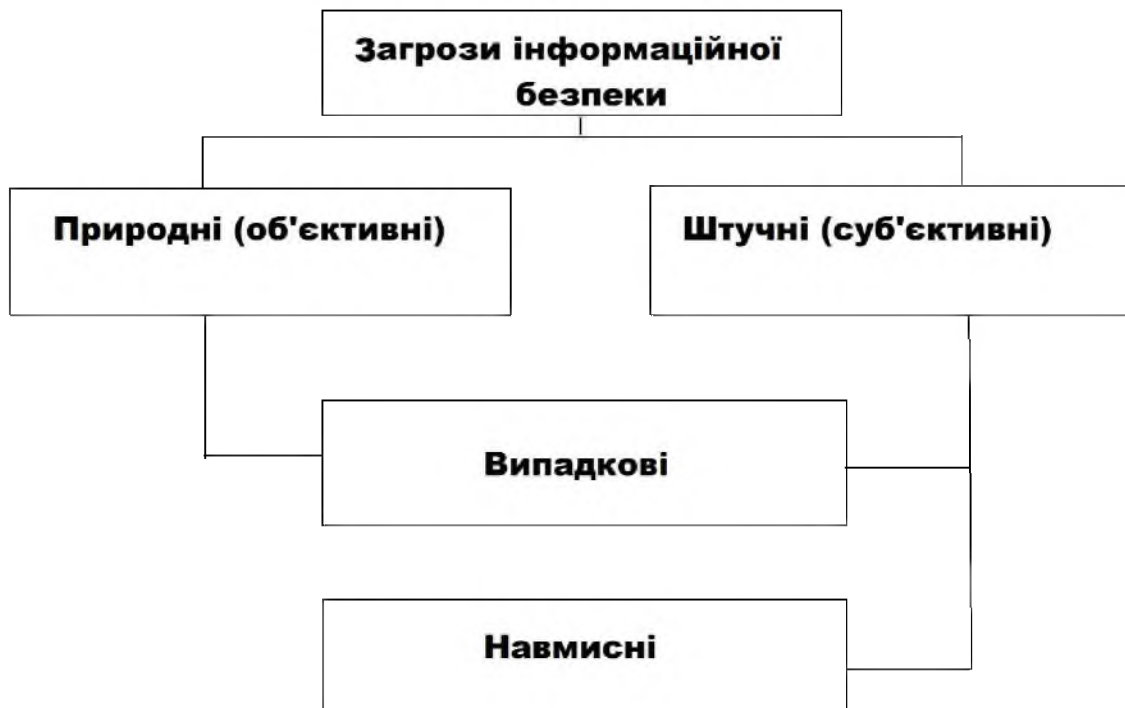 Загрози інформаційної
безпеки
Природні (об'єктивні)
Штучні (суб'єктивні)
Випадкові
Навмисні